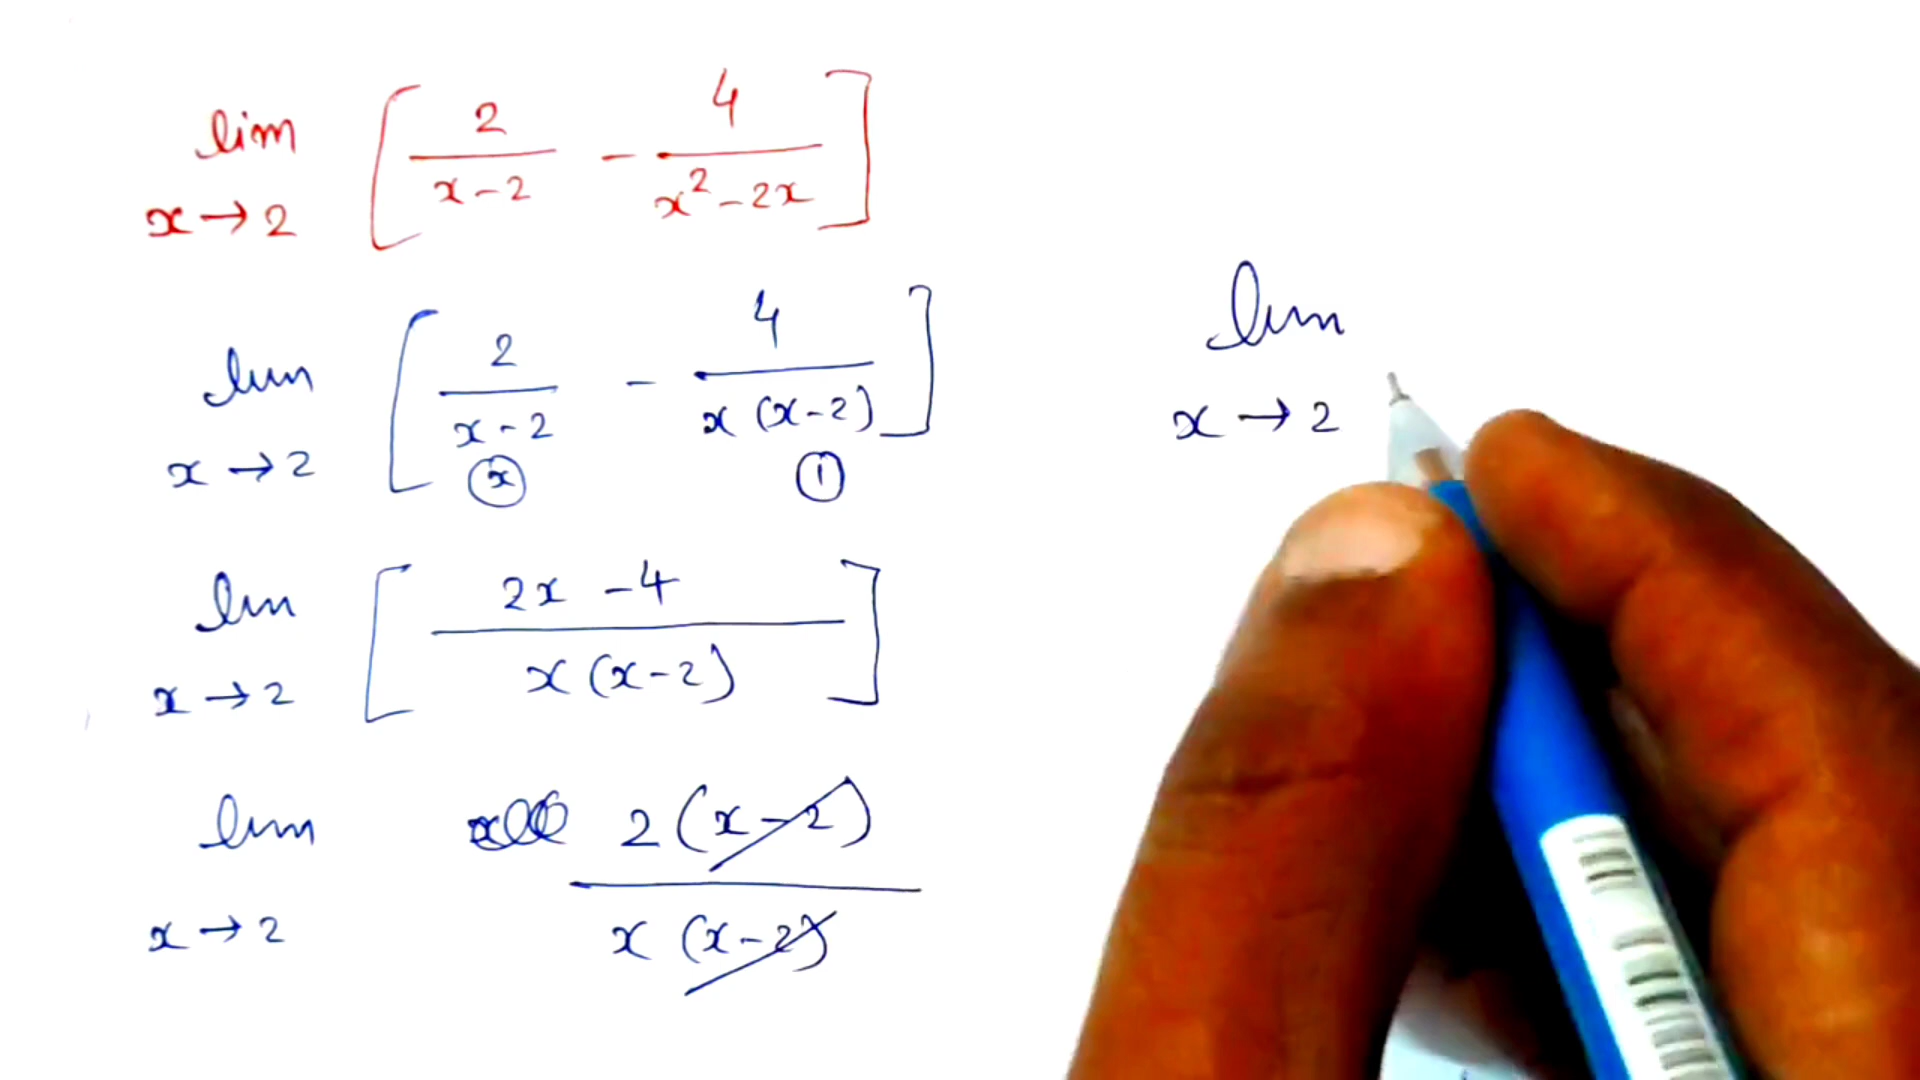 lim x→2 [ 2/(x-2) - 4/(x²-2x) ]
lim x→2 [ 2/(x-2) - 4/(x(x-2)) ]
ⓧ ①
lim x→2 [ (2x-4)/(x(x-2)) ]
lim x→2 2(x-2)/(x(x-2))
lim x→2